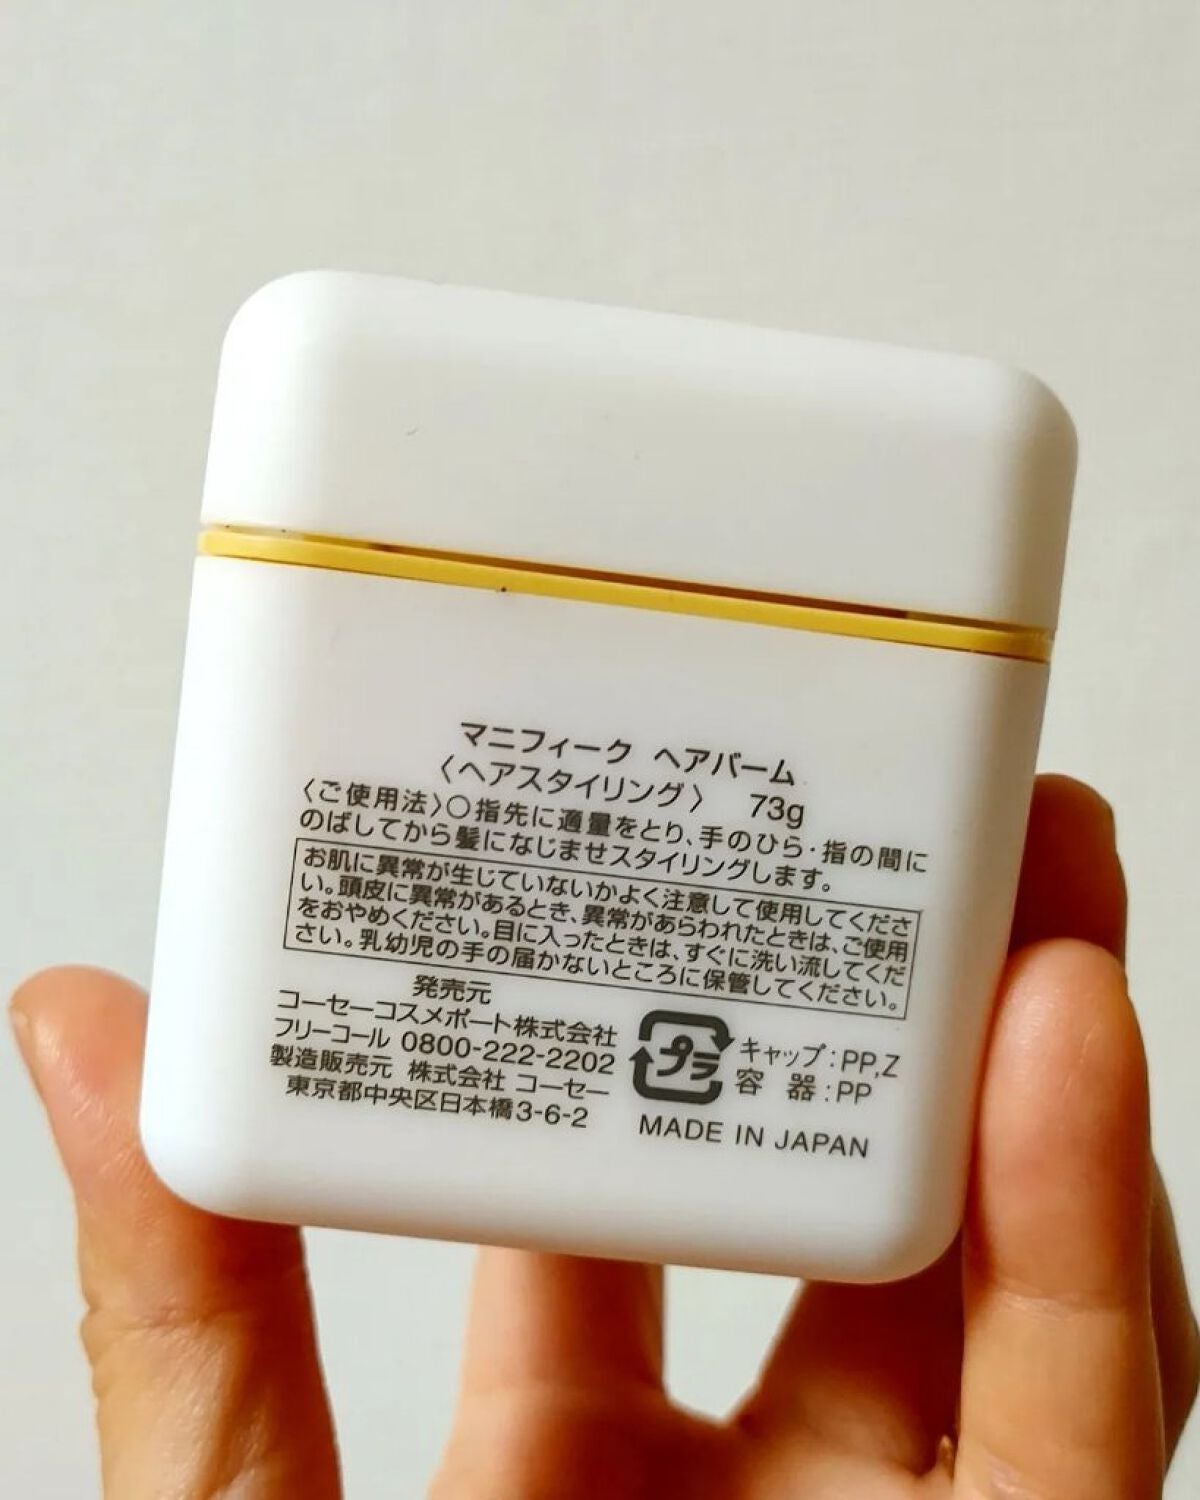 マニフィーク ヘアバーム
〈ヘアスタイリング〉 73g
〈ご使用法〉○指先に適量をとり、手のひら・指の間に
のばしてから髪になじませスタイリングします。
お肌に異常が生じていないかよく注意して使用してくださ
い。頭皮に異常があるとき、異常があらわれたときは、ご使用
をおやめください。目に入ったときは、すぐに洗い流してくだ
さい。乳幼児の手の届かないところに保管してください。
発売元
コーセーコスメポート株式会社
フリーコール 0800-222-2202
製造販売元 株式会社 コーセー
東京都中央区日本橋3-6-2
プラ
キャップ:PP,Z
容 器:PP
MADE IN JAPAN